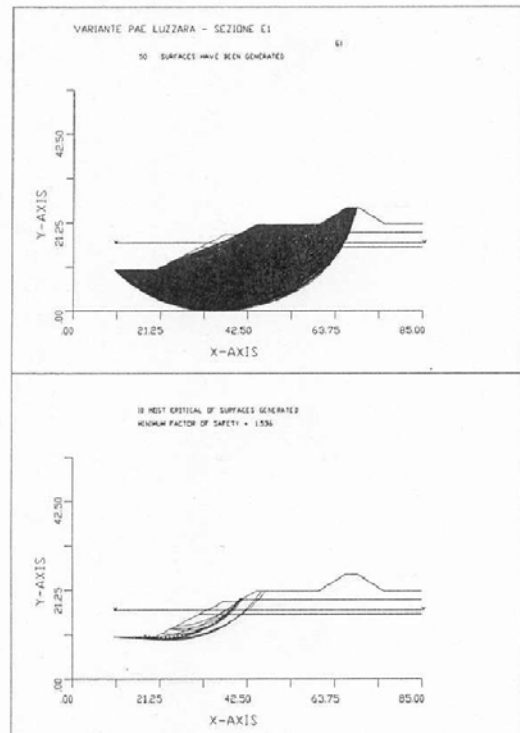 VARIANTE PAE LUZZARA - SEZIONE E1
61
50 SURFACES HAVE BEEN GENERATED
42.50
21.25
.00
Y-AXIS
.00 21.25 42.50 63.75 85.00
X-AXIS
10 MOST CRITICAL OF SURFACES GENERATED
MINIMUM FACTOR OF SAFETY = 1.536
42.50
21.25
.00
Y-AXIS
.00 21.25 42.50 63.75 85.00
X-AXIS